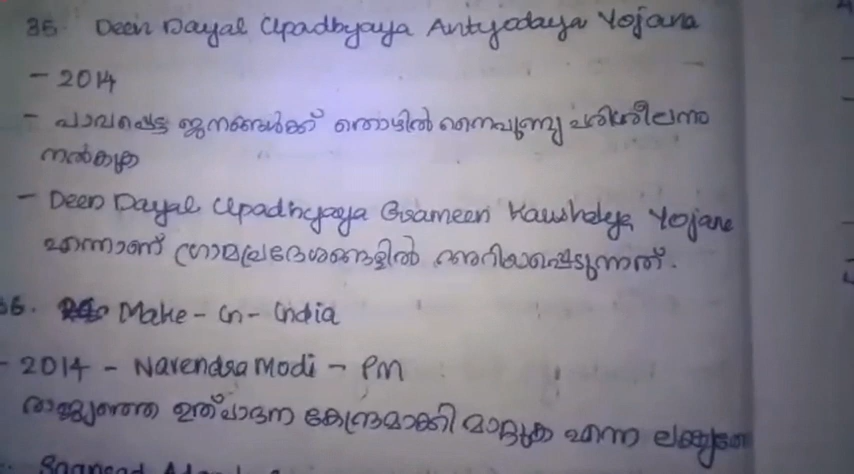 35. Deen Dayal Upadhyaya Antyodaya Yojana
- 2014
- പാവപ്പെട്ട ജനങ്ങൾക്ക് തൊഴിൽ നൈപുണ്യ പരിശീലനം
നൽകുക
- Deen Dayal Upadhyaya Grameen Kaushalya Yojana
എന്നാണ് ഗ്രാമപ്രദേശങ്ങളിൽ അറിയപ്പെടുന്നത്.
36. Make-in-India
- 2014 - Narendra Modi - PM
രാജ്യത്തെ ഉത്പാദന കേന്ദ്രമാക്കി മാറ്റുക എന്ന ലക്ഷ്യം